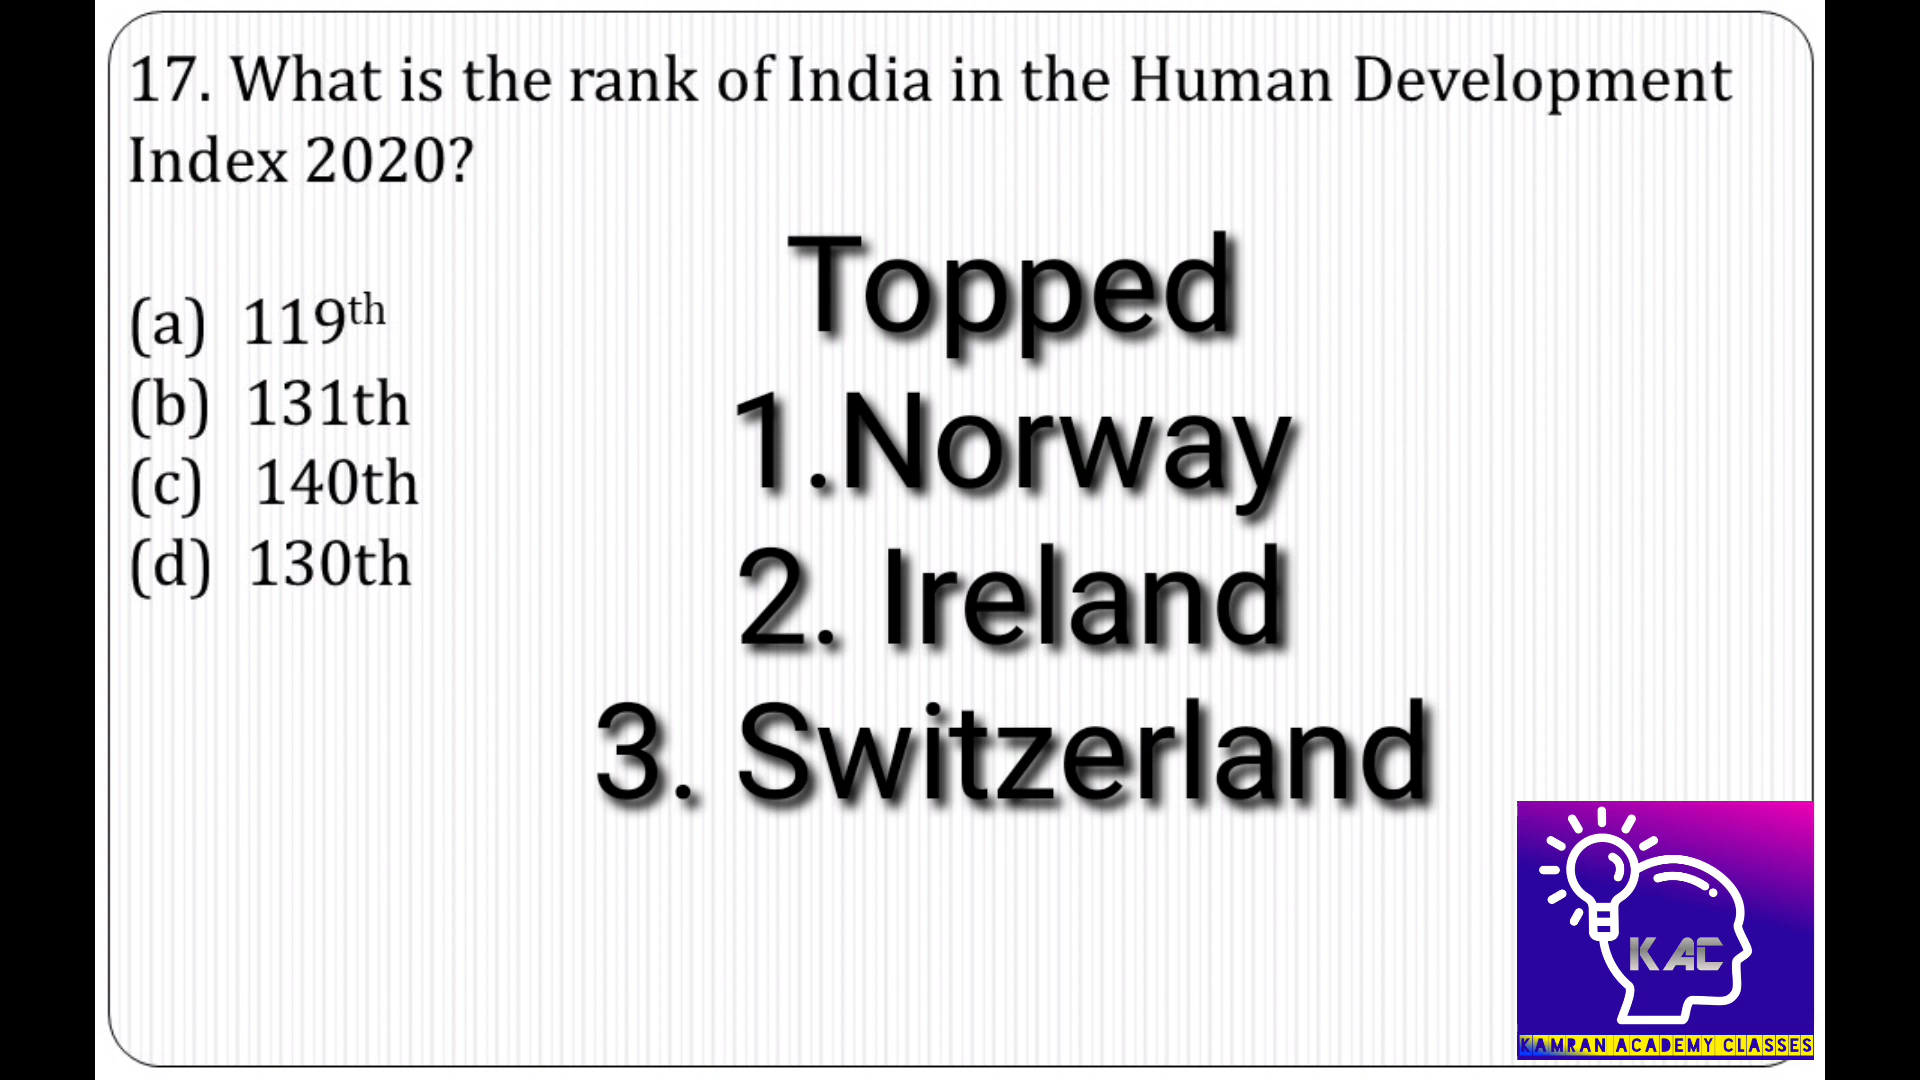 17. What is the rank of India in the Human Development
Index 2020?
(a) 119th
(b) 131th
(c) 140th
(d) 130th
Topped
1.Norway
2. Ireland
3. Switzerland
KAC
KAMRAN ACADEMY CLASSES